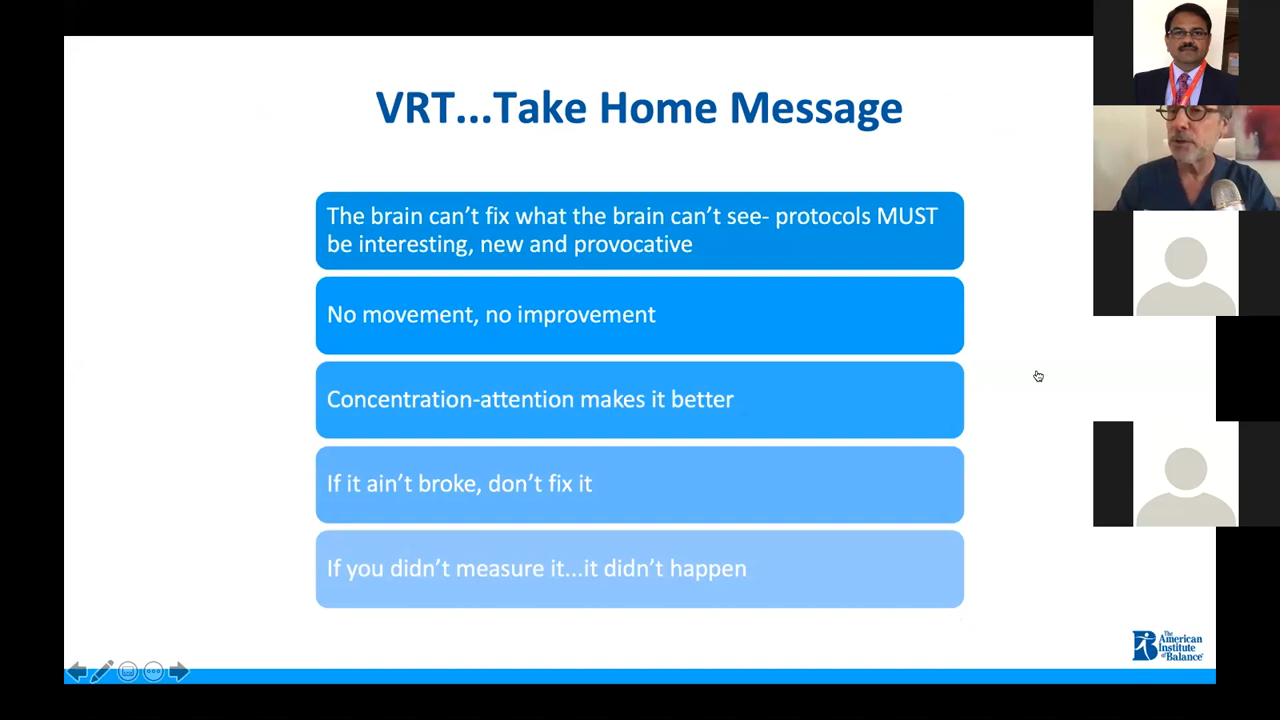 VRT...Take Home Message
The brain can’t fix what the brain can’t see- protocols MUST
be interesting, new and provocative
No movement, no improvement
Concentration-attention makes it better
If it ain’t broke, don’t fix it
If you didn’t measure it...it didn’t happen
The
American
Institute
of Balance